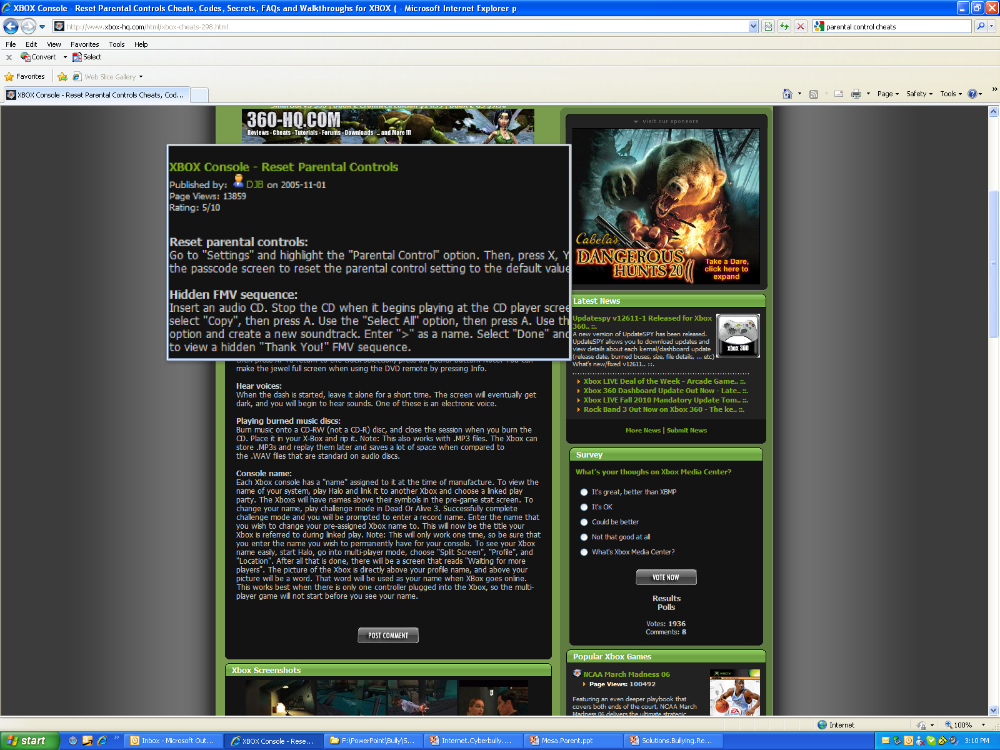 XBOX Console - Reset Parental Controls Cheats, Codes, Secrets, FAQs and Walkthroughs for XBOX ( - Microsoft Internet Explorer p
http://www.xbox-hq.com/html/xbox-cheats-298.html
parental control cheats
File Edit View Favorites Tools Help
x Convert Select
Favorites Web Slice Gallery
XBOX Console - Reset Parental Controls Cheats, Cod...
Page Safety Tools
360-HQ.COM
Reviews - Cheats - Tutorials - Forums - Downloads ... and More !!!
XBOX Console - Reset Parental Controls
Published by: DJB on 2005-11-01
Page Views: 13859
Rating: 5/10
Reset parental controls:
Go to "Settings" and highlight the "Parental Control" option. Then, press X, Y
the passcode screen to reset the parental control setting to the default value
Hidden FMV sequence:
Insert an audio CD. Stop the CD when it begins playing at the CD player scree
select "Copy", then press A. Use the "Select All" option, then press A. Use th
option and create a new soundtrack. Enter ">" as a name. Select "Done" and
to view a hidden "Thank You!" FMV sequence.
make the jewel full screen when using the DVD remote by pressing Info.
Hear voices:
When the dash is started, leave it alone for a short time. The screen will eventually get
dark, and you will begin to hear sounds. One of these is an electronic voice.
Playing burned music discs:
Burn music onto a CD-RW (not a CD-R) disc, and close the session when you burn the
CD. Place it in your X-Box and rip it. Note: This also works with .MP3 files. The Xbox can
store .MP3s and replay them later and saves a lot of space when compared to
the .WAV files that are standard on audio discs.
Console name:
Each Xbox console has a "name" assigned to it at the time of manufacture. To view the
name of your system, play Halo and link it to another Xbox and choose a linked play
party. The Xboxs will have names above their symbols in the pre-game stat screen. To
change your name, play challenge mode in Dead Or Alive 3. Successfully complete
challenge mode and you will be prompted to enter a record name. Enter the name that
you wish to change your pre-assigned Xbox name to. This will now be the title your
Xbox is referred to during linked play. Note: This will only work one time, so be sure that
you enter the name you wish to permanently have for your console. To see your Xbox
name easily, start Halo, go into multi-player mode, choose "Split Screen", "Profile", and
"Location". After all that is done, there will be a screen that reads "Waiting for more
players". The picture of the Xbox is directly above your profile name, and above your
picture will be a word. That word will be used as your name when XBox goes online.
This works best when there is only one controller plugged into the Xbox, so the multi-
player game will not start before you see your name.
POST COMMENT
Xbox Screenshots
visit our sponsors
Cabela's
DANGEROUS
HUNTS 2011
Take a Dare,
click here to
expand
Latest News
Updatespy v12611-1 Released for Xbox
360.. ::.
A new version of UpdateSPY has been released.
UpdateSPY allows you to download updates and
view details about each kernal/dashboard update
(release date, burned buses, size, file details, ... etc)
What's new/fixed v12611.. ::.
xbox 360
Xbox LIVE Deal of the Week - Arcade Game.. ::.
Xbox 360 Dashboard Update Out Now - Late.. ::.
Xbox LIVE Fall 2010 Mandatory Update Tom.. ::.
Rock Band 3 Out Now on Xbox 360 - The ke.. ::.
More News | Submit News
Survey
What's your thoughs on Xbox Media Center?
It's great, better than XBMP
It's OK
Could be better
Not that good at all
What's Xbox Media Center?
VOTE NOW
Results
Polls
Votes: 1936
Comments: 8
Popular Xbox Games
NCAA March Madness 06
Page Views: 100492
Featuring an even deeper playbook that
covers both ends of the court, NCAA March
Madness 06 delivers the ultimate strategic
XBOX
EA
Internet
100%
start
Inbox - Microsoft Out...
XBOX Console - Rese...
F:\PowerPoint\Bully\S...
Internet.Cyberbully....
Mesa.Parent.ppt
Solutions.Bullying.Re...
3:10 PM